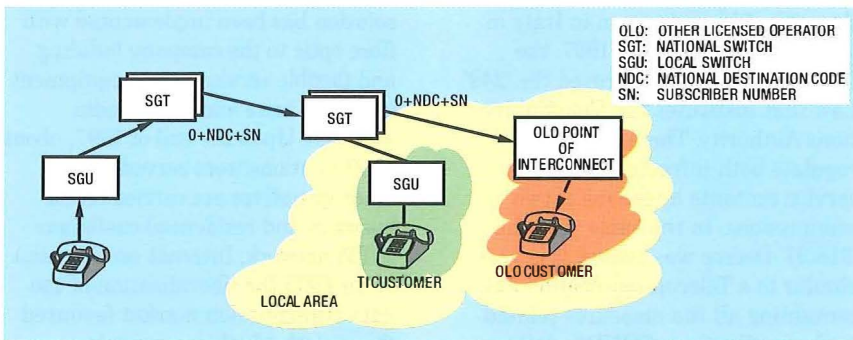 OLO: OTHER LICENSED OPERATOR
SGT: NATIONAL SWITCH
SGU: LOCAL SWITCH
NDC: NATIONAL DESTINATION CODE
SN: SUBSCRIBER NUMBER
SGT
0+NDC+SN
SGU
SGT
0+NDC+SN
OLO POINT
OF
INTERCONNECT
SGU
TI CUSTOMER
OLO CUSTOMER
LOCAL AREA